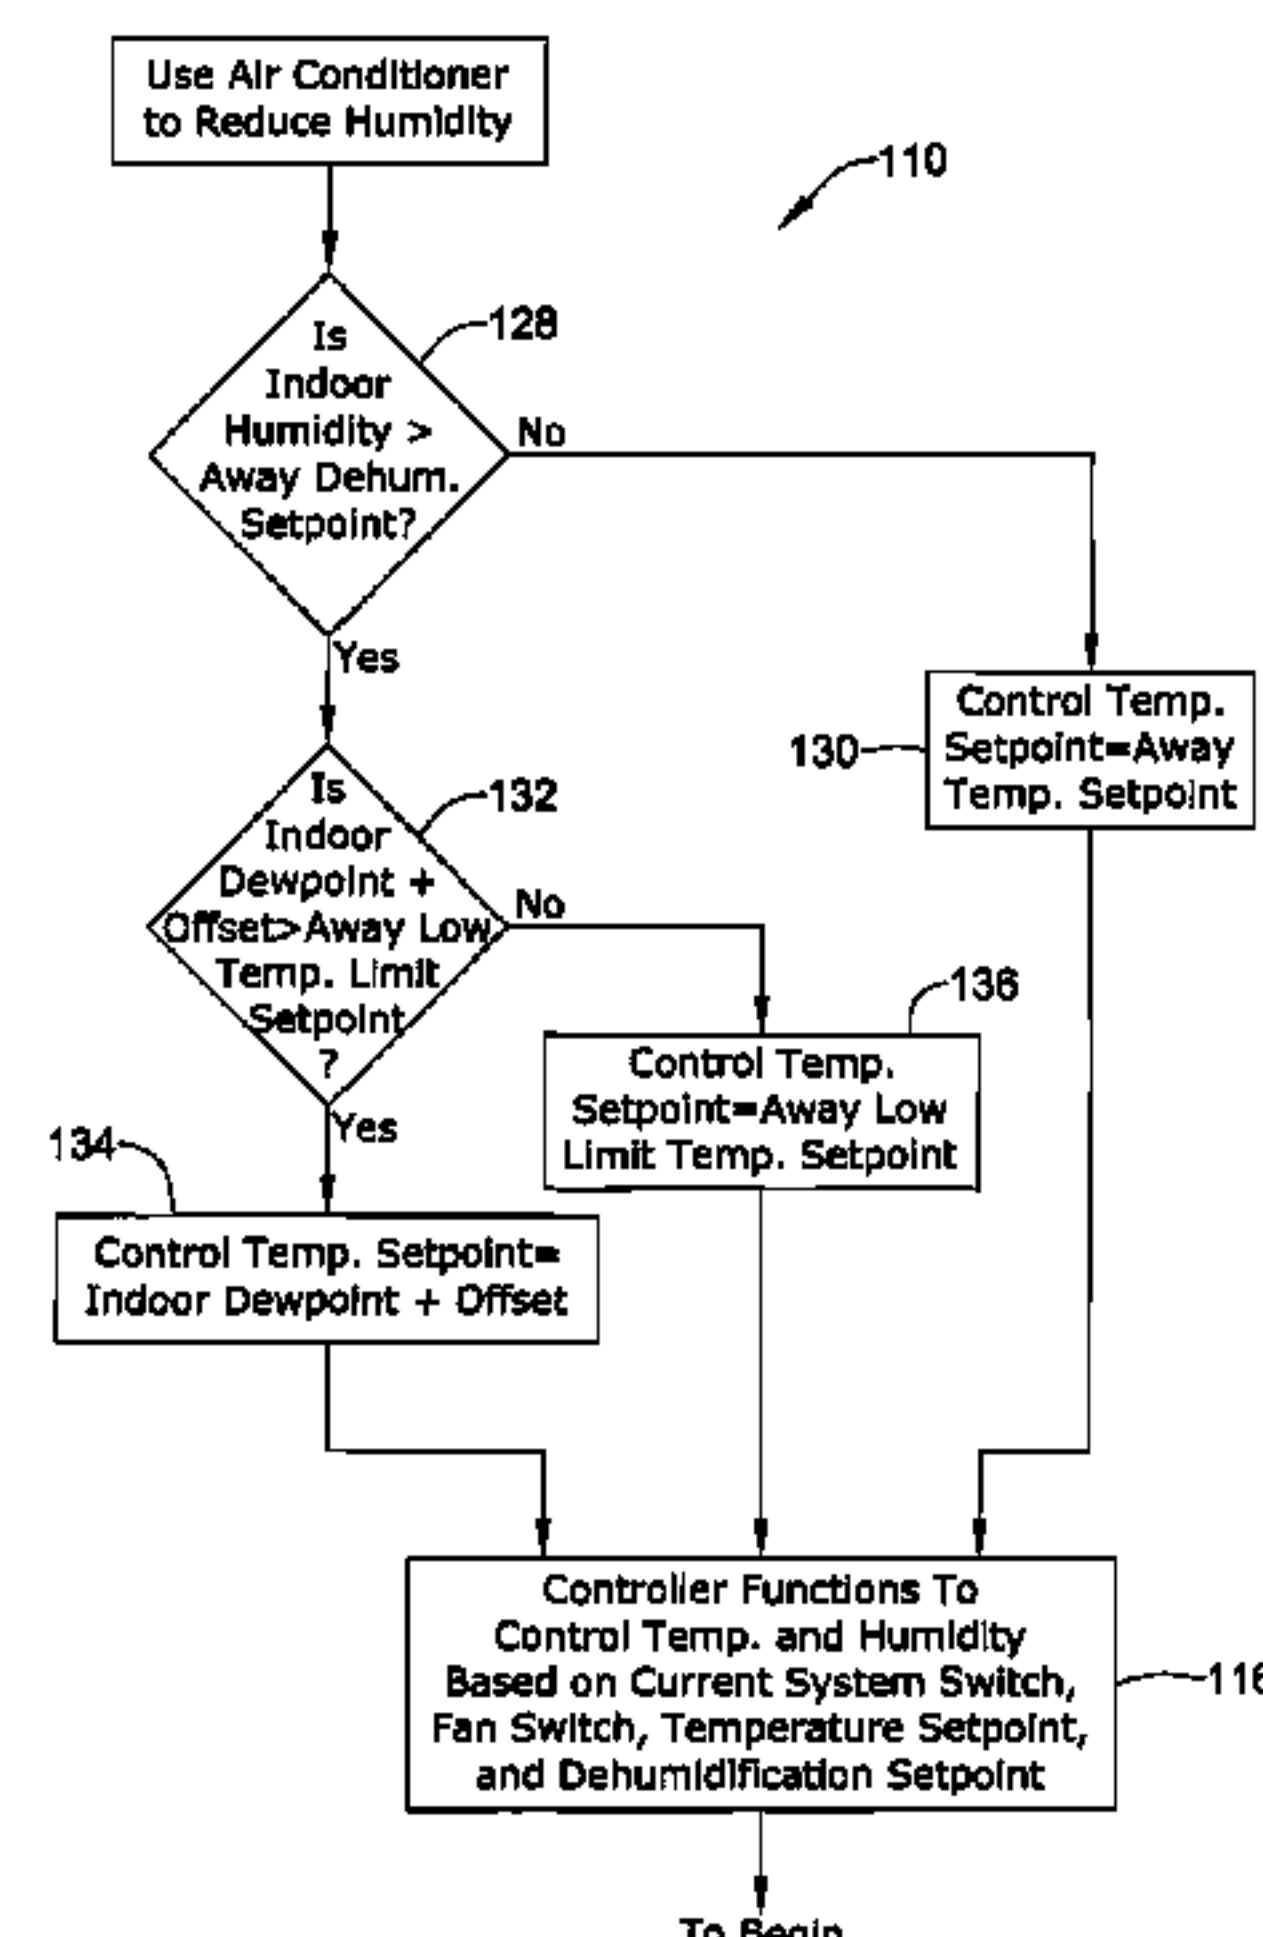 Use Air Conditioner
to Reduce Humidity
110
Is
Indoor
Humidity >
Away Dehum.
Setpoint?
128
No
Yes
130
Control Temp.
Setpoint=Away
Temp. Setpoint
Is
Indoor
Dewpoint +
Offset>Away Low
Temp. Limit
Setpoint
?
132
No
Yes
136
Control Temp.
Setpoint=Away Low
Limit Temp. Setpoint
134
Control Temp. Setpoint=
Indoor Dewpoint + Offset
Controller Functions To
Control Temp. and Humidity
Based on Current System Switch,
Fan Switch, Temperature Setpoint,
and Dehumidification Setpoint
116
To Begin